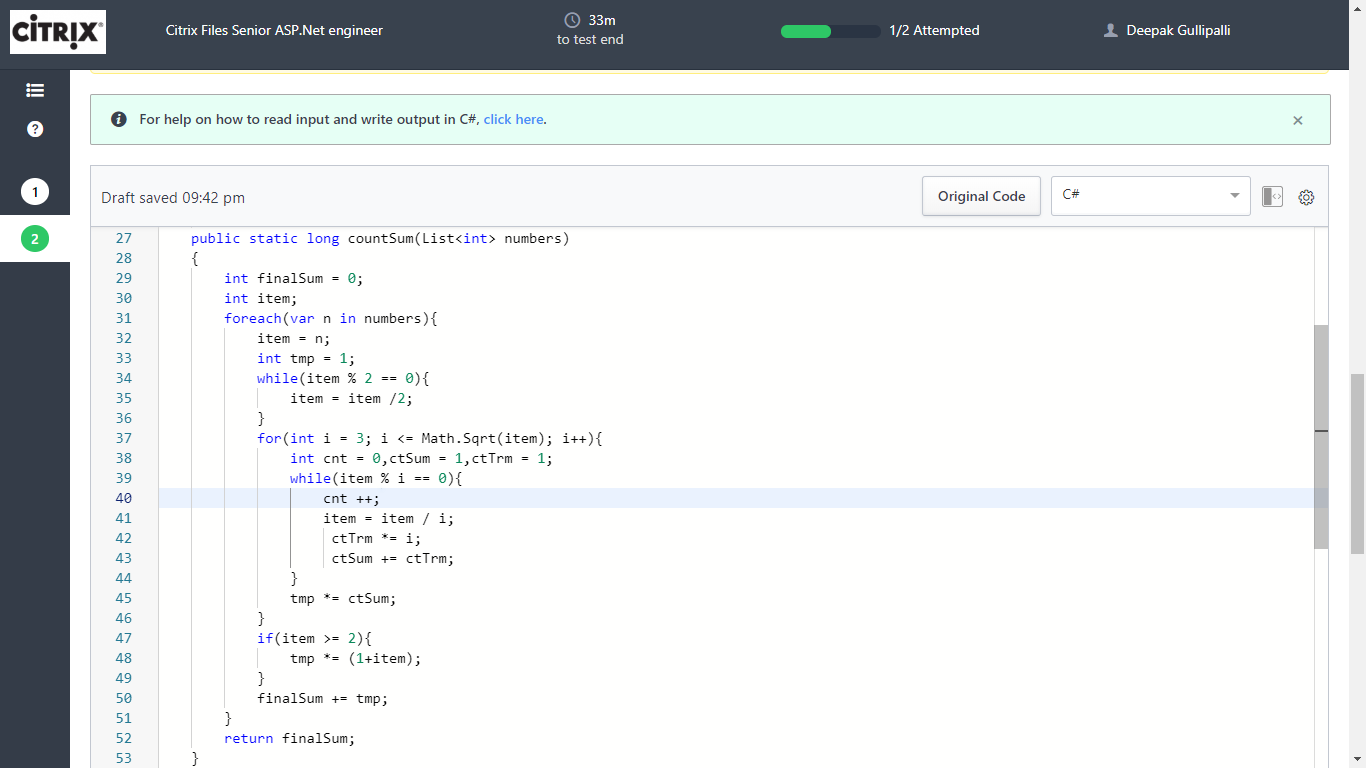 CİTRIX®
Citrix Files Senior ASP.Net engineer
33m
to test end
1/2 Attempted
Deepak Gullipalli
For help on how to read input and write output in C#, click here.
×
1
2
Draft saved 09:42 pm
Original Code
C#
27 public static long countSum(List<int> numbers)
28 {
29 int finalSum = 0;
30 int item;
31 foreach(var n in numbers){
32 item = n;
33 int tmp = 1;
34 while(item % 2 == 0){
35 item = item /2;
36 }
37 for(int i = 3; i <= Math.Sqrt(item); i++){
38 int cnt = 0,ctSum = 1,ctTrm = 1;
39 while(item % i == 0){
40 cnt ++;
41 item = item / i;
42 ctTrm *= i;
43 ctSum += ctTrm;
44 }
45 tmp *= ctSum;
46 }
47 if(item >= 2){
48 tmp *= (1+item);
49 }
50 finalSum += tmp;
51 }
52 return finalSum;
53 }